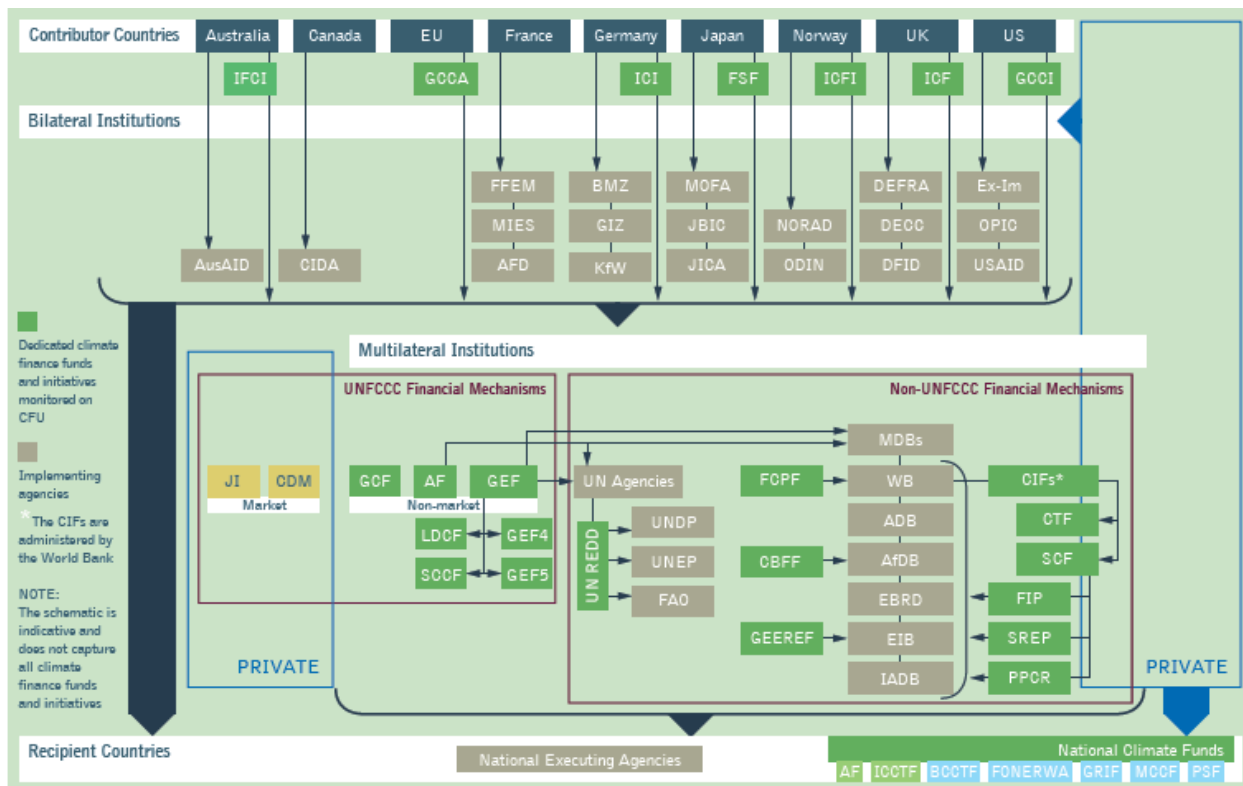 Contributor Countries
Australia
Canada
EU
France
Germany
Japan
Norway
UK
US
IFCI
GCCA
ICI
FSF
ICFI
ICF
GCCI
Bilateral Institutions
FFEM
BMZ
MOFA
DEFRA
Ex-Im
MIES
GIZ
JBIC
NORAD
DECC
OPIC
AusAID
CIDA
AFD
KfW
JICA
ODIN
DFID
USAID
Dedicated climate
finance funds
and initiatives
monitored on
CFU
Implementing
agencies
*The CIFs are
administered by
the World Bank
NOTE:
The schematic is
indicative and
does not capture
all climate
finance funds
and initiatives
Multilateral Institutions
UNFCCC Financial Mechanisms
Non-UNFCCC Financial Mechanisms
JI
CDM
Market
GCF
AF
GEF
Non-market
LDCF
GEF4
SCCF
GEF5
PRIVATE
UN Agencies
UN REDD
UNDP
UNEP
FAO
FCPF
CBFF
GEEREF
MDBs
WB
ADB
AfDB
EBRD
EIB
IADB
CIFs*
CTF
SCF
FIP
SREP
PPCR
PRIVATE
Recipient Countries
National Executing Agencies
National Climate Funds
AF
ICCTF
BCCTF
FONERWA
GRIF
MCCF
PSF